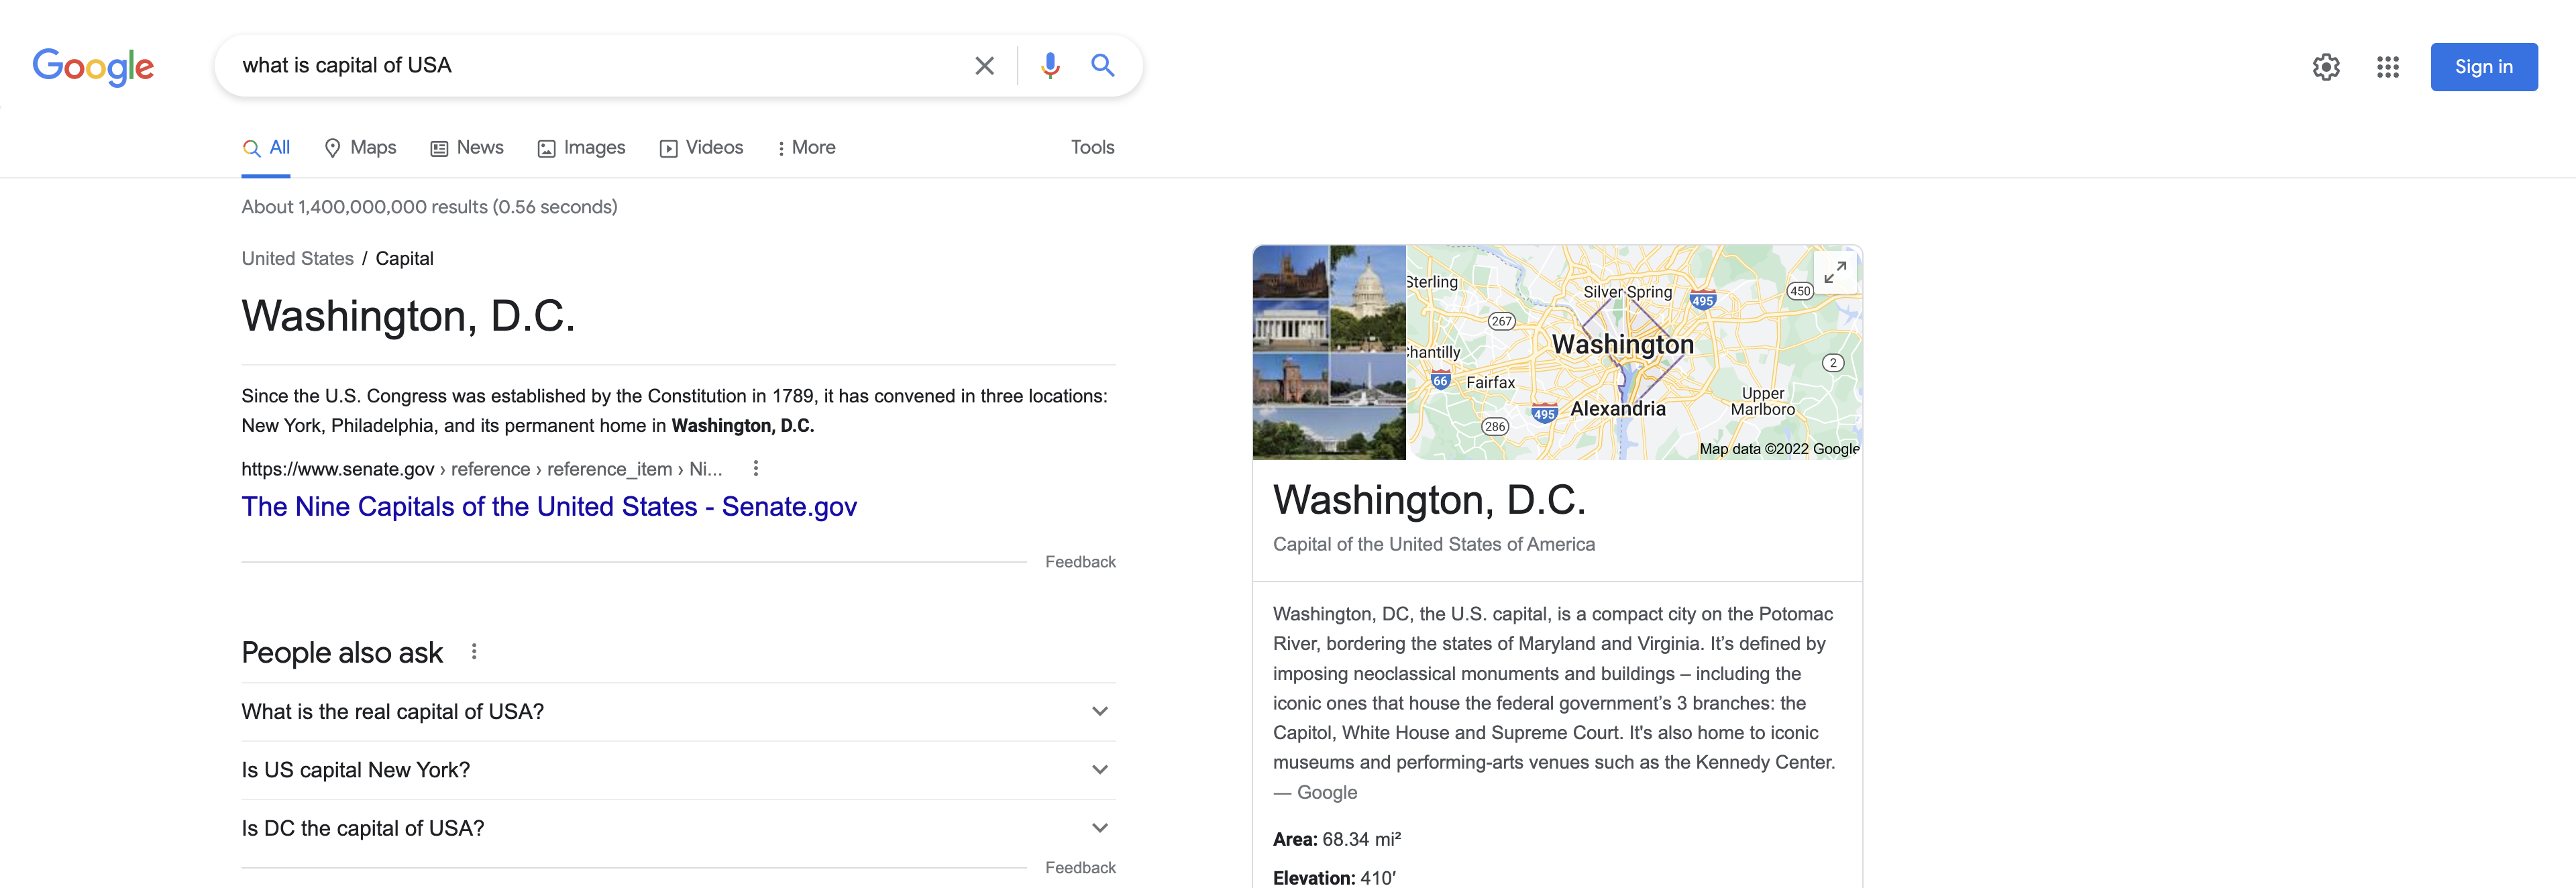 Google
what is capital of USA
Sign in
All
Maps
News
Images
Videos
More
Tools
About 1,400,000,000 results (0.56 seconds)
United States / Capital
Washington, D.C.
Since the U.S. Congress was established by the Constitution in 1789, it has convened in three locations:
New York, Philadelphia, and its permanent home in Washington, D.C.
https://www.senate.gov › reference › reference_item › Ni...
The Nine Capitals of the United States - Senate.gov
Feedback
People also ask
What is the real capital of USA?
Is US capital New York?
Is DC the capital of USA?
Feedback
Sterling
Silver Spring
495
450
267
Washington
Chantilly
2
66
Fairfax
Upper
Marlboro
495
Alexandria
286
Map data ©2022 Google
Washington, D.C.
Capital of the United States of America
Washington, DC, the U.S. capital, is a compact city on the Potomac
River, bordering the states of Maryland and Virginia. It’s defined by
imposing neoclassical monuments and buildings – including the
iconic ones that house the federal government’s 3 branches: the
Capitol, White House and Supreme Court. It's also home to iconic
museums and performing-arts venues such as the Kennedy Center.
— Google
Area: 68.34 mi²
Elevation: 410′